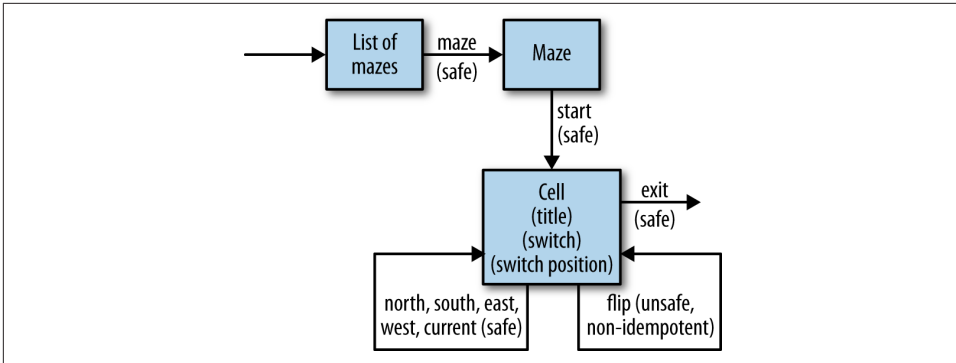 List of
mazes
maze
(safe)
Maze
start
(safe)
Cell
(title)
(switch)
(switch position)
exit
(safe)
north, south, east,
west, current (safe)
flip (unsafe,
non-idempotent)